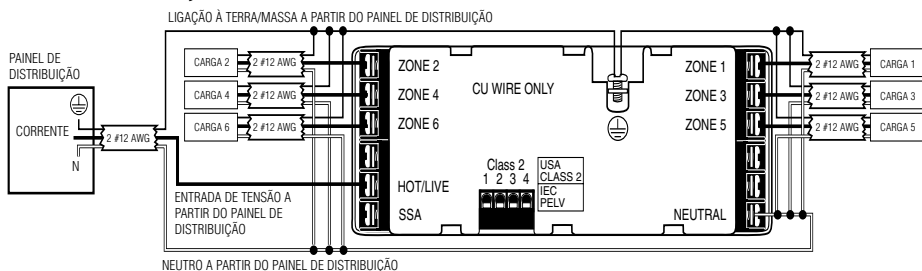 LIGAÇÃO À TERRA/MASSA A PARTIR DO PAINEL DE DISTRIBUIÇÃO
PAINEL DE
DISTRIBUIÇÃO
CORRENTE
N
2 #12 AWG
CARGA 2
2 #12 AWG
CARGA 4
2 #12 AWG
CARGA 6
2 #12 AWG
ENTRADA DE TENSÃO A
PARTIR DO PAINEL DE
DISTRIBUIÇÃO
ZONE 2
ZONE 4
ZONE 6
HOT/LIVE
SSA
CU WIRE ONLY
Class 2
1 2 3 4
USA
CLASS 2
IEC
PELV
ZONE 1
ZONE 3
ZONE 5
NEUTRAL
2 #12 AWG
CARGA 1
2 #12 AWG
CARGA 3
2 #12 AWG
CARGA 5
NEUTRO A PARTIR DO PAINEL DE DISTRIBUIÇÃO